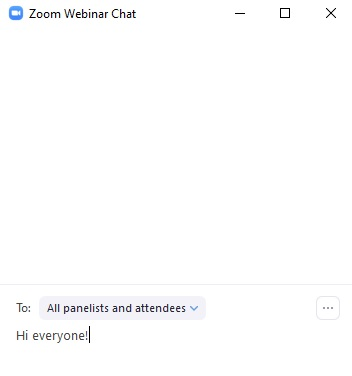 Zoom Webinar Chat
To: All panelists and attendees
Hi everyone!